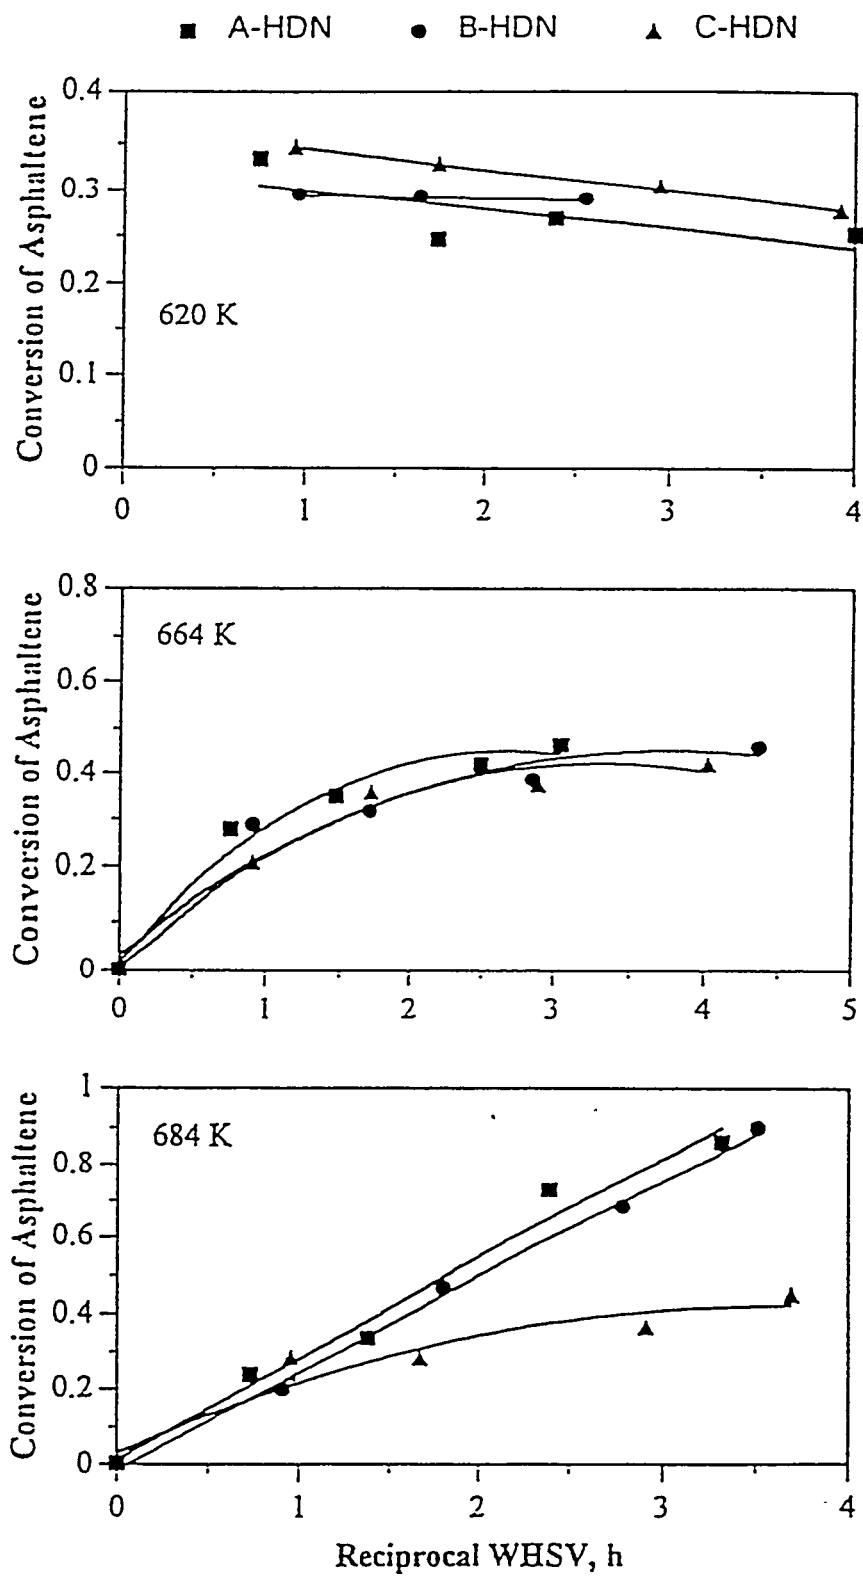 A-HDN B-HDN C-HDN
Conversion of Asphaltene
0.4
0.3
0.2
0.1
0
620 K
0 1 2 3 4
Conversion of Asphaltene
0.8
0.6
0.4
0.2
0
664 K
0 1 2 3 4 5
Conversion of Asphaltene
1
0.8
0.6
0.4
0.2
0
684 K
0 1 2 3 4
Reciprocal WHSV, h